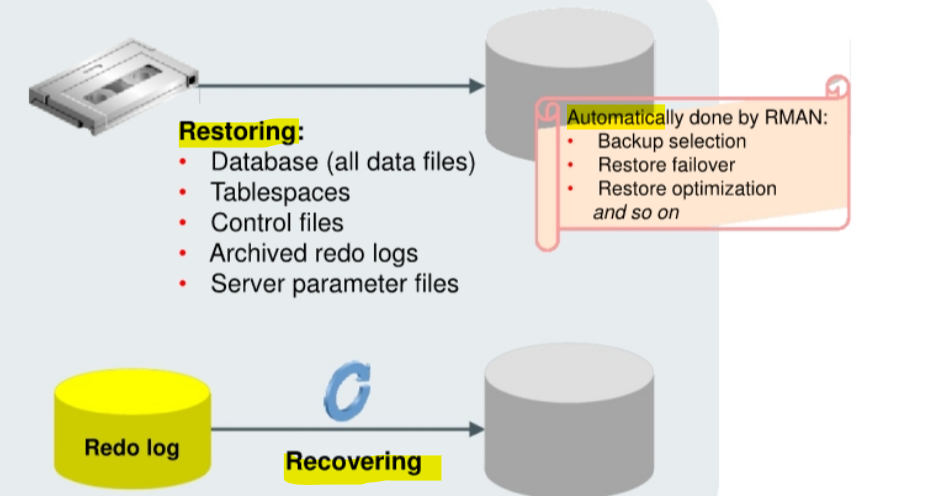 Restoring:
• Database (all data files)
• Tablespaces
• Control files
• Archived redo logs
• Server parameter files
Automatically done by RMAN:
• Backup selection
• Restore failover
• Restore optimization
and so on
Redo log
Recovering